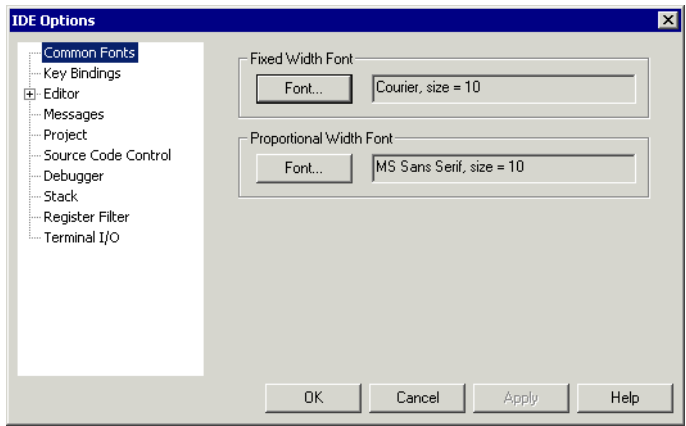 IDE Options
Common Fonts
Key Bindings
Editor
Messages
Project
Source Code Control
Debugger
Stack
Register Filter
Terminal I/O
Fixed Width Font
Font...
Courier, size = 10
Proportional Width Font
Font...
MS Sans Serif, size = 10
OK
Cancel
Apply
Help